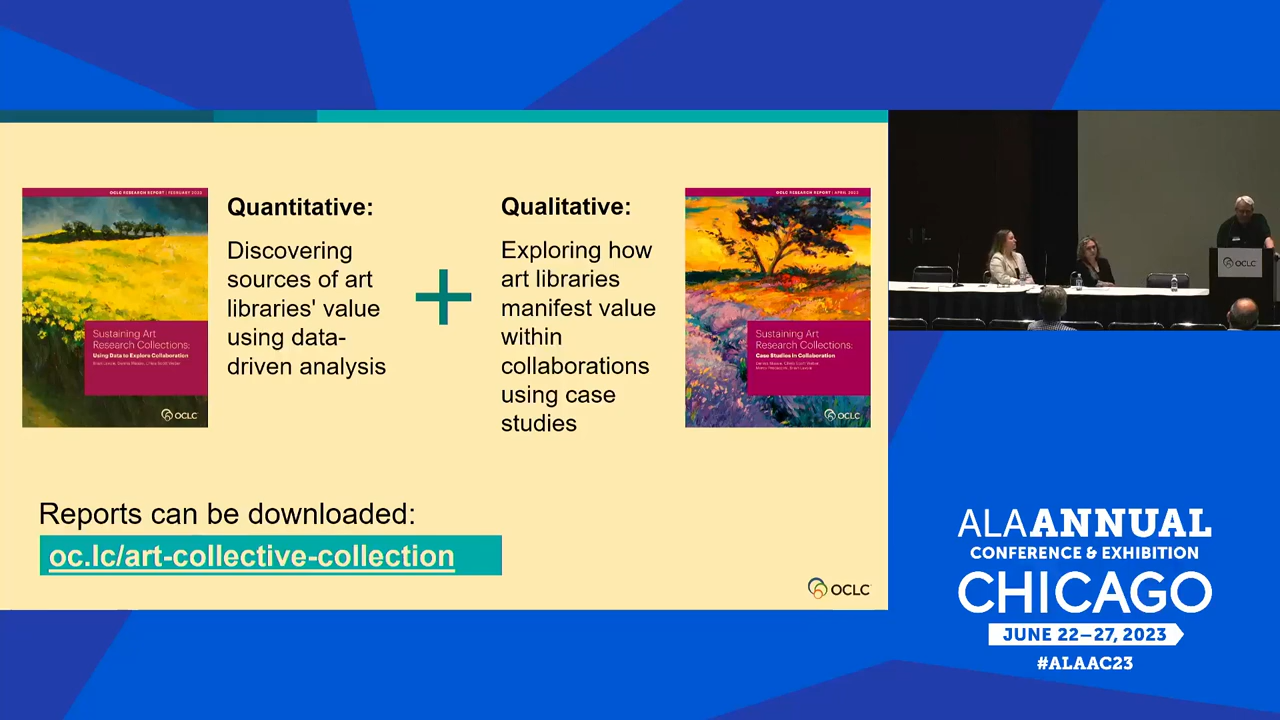 OCLC RESEARCH REPORT | FEBRUARY 2023
Sustaining Art
Research Collections:
Using Data to Explore Collaboration
OCLC
Quantitative:
Discovering
sources of art
libraries' value
using data-
driven analysis
+
Qualitative:
Exploring how
art libraries
manifest value
within
collaborations
using case
studies
OCLC RESEARCH REPORT | APRIL 2023
Sustaining Art
Research Collections:
Case Studies in Collaboration
OCLC
Reports can be downloaded:
oc.lc/art-collective-collection
OCLC
OCLC
ALA ANNUAL
CONFERENCE & EXHIBITION
CHICAGO
JUNE 22–27, 2023
#ALAAC23